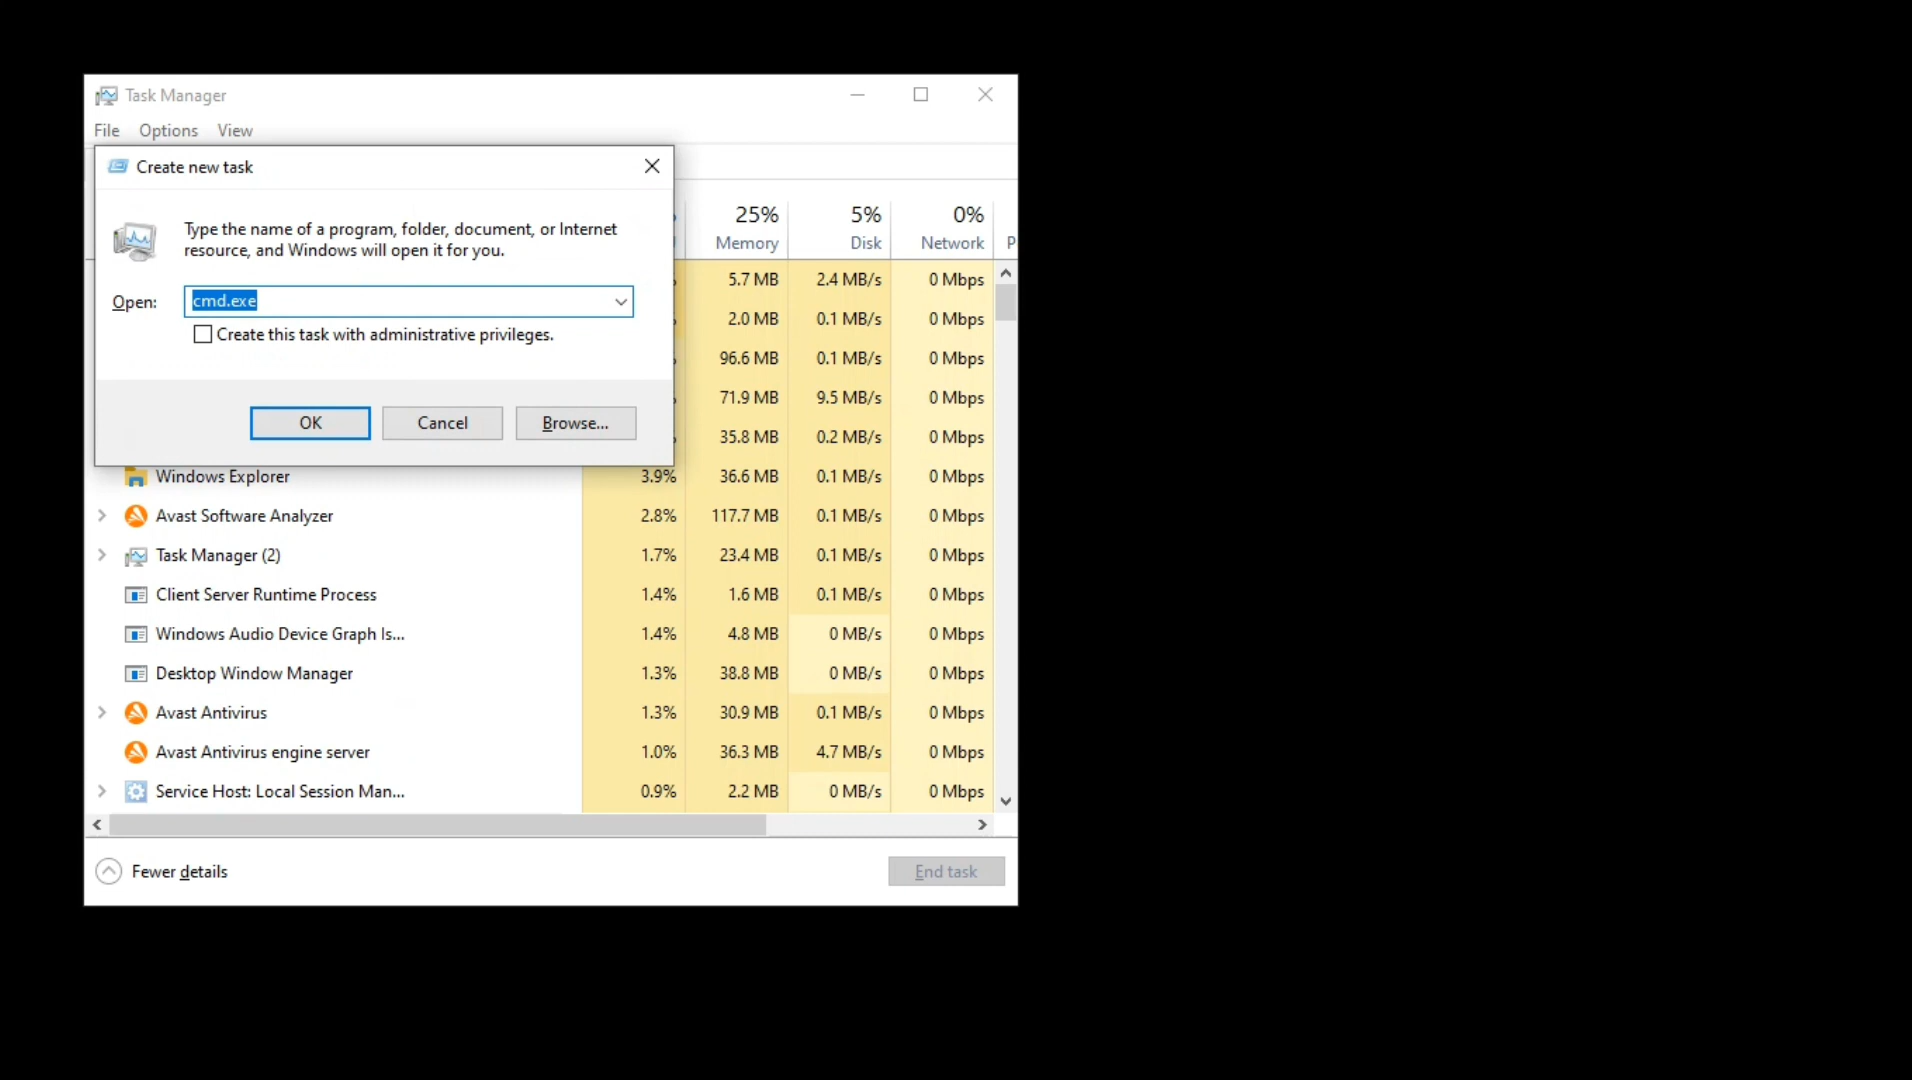 Task Manager
File Options View
Create new task
Type the name of a program, folder, document, or Internet
resource, and Windows will open it for you.
Open: cmd.exe
Create this task with administrative privileges.
OK Cancel Browse...
25% 5% 0%
Memory Disk Network P
5.7 MB 2.4 MB/s 0 Mbps
2.0 MB 0.1 MB/s 0 Mbps
96.6 MB 0.1 MB/s 0 Mbps
71.9 MB 9.5 MB/s 0 Mbps
35.8 MB 0.2 MB/s 0 Mbps
Windows Explorer 3.9% 36.6 MB 0.1 MB/s 0 Mbps
Avast Software Analyzer 2.8% 117.7 MB 0.1 MB/s 0 Mbps
Task Manager (2) 1.7% 23.4 MB 0.1 MB/s 0 Mbps
Client Server Runtime Process 1.4% 1.6 MB 0.1 MB/s 0 Mbps
Windows Audio Device Graph Is... 1.4% 4.8 MB 0 MB/s 0 Mbps
Desktop Window Manager 1.3% 38.8 MB 0 MB/s 0 Mbps
Avast Antivirus 1.3% 30.9 MB 0.1 MB/s 0 Mbps
Avast Antivirus engine server 1.0% 36.3 MB 4.7 MB/s 0 Mbps
Service Host: Local Session Man... 0.9% 2.2 MB 0 MB/s 0 Mbps
Fewer details End task